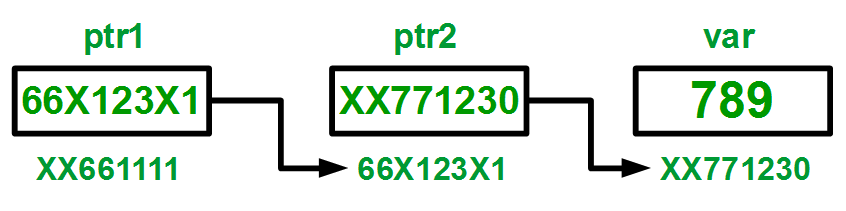 ptr1 ptr2 var
66X123X1 XX771230 789
XX661111 66X123X1 XX771230